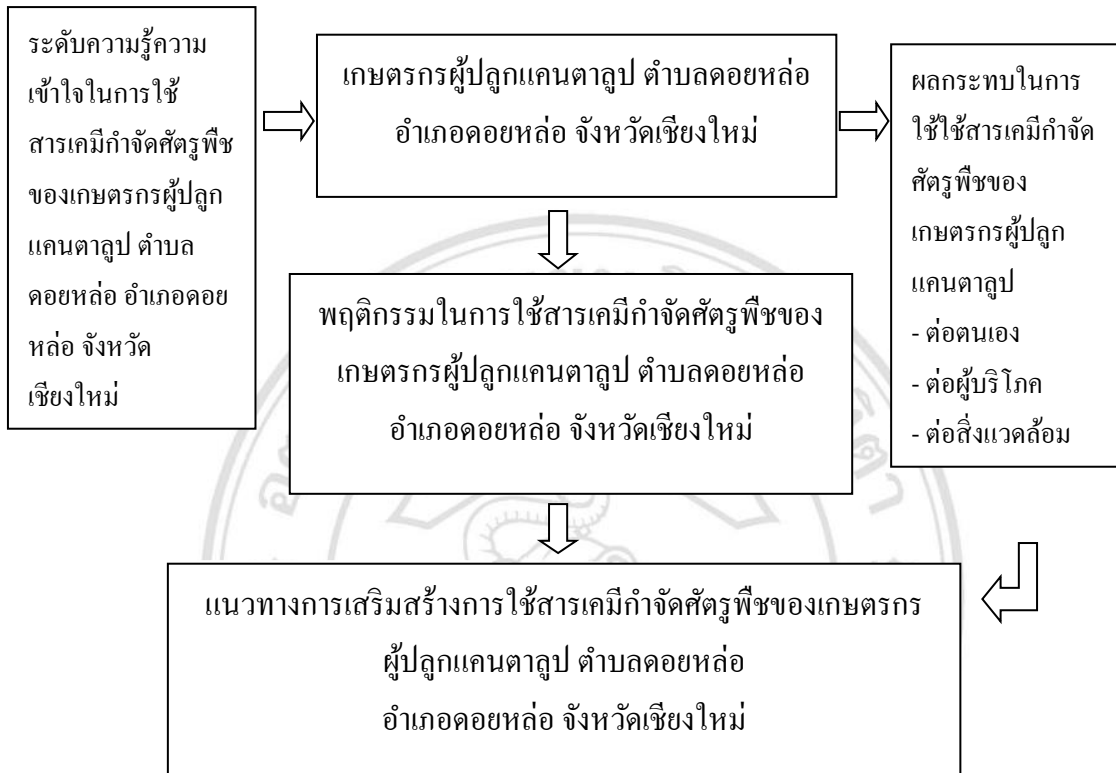 ระดับความรู้ความ
เข้าใจในการใช้
สารเคมีกำจัดศัตรูพืช
ของเกษตรกรผู้ปลูก
แคนตาลูป ตำบล
ดอยหล่อ อำเภอดอย
หล่อ จังหวัด
เชียงใหม่
เกษตรกรผู้ปลูกแคนตาลูป ตำบลดอยหล่อ
อำเภอดอยหล่อ จังหวัดเชียงใหม่
ผลกระทบในการ
ใช้ใช้สารเคมีกำจัด
ศัตรูพืชของ
เกษตรกรผู้ปลูก
แคนตาลูป
- ต่อตนเอง
- ต่อผู้บริโภค
- ต่อสิ่งแวดล้อม
พฤติกรรมในการใช้สารเคมีกำจัดศัตรูพืชของ
เกษตรกรผู้ปลูกแคนตาลูป ตำบลดอยหล่อ
อำเภอดอยหล่อ จังหวัดเชียงใหม่
แนวทางการเสริมสร้างการใช้สารเคมีกำจัดศัตรูพืชของเกษตรกร
ผู้ปลูกแคนตาลูป ตำบลดอยหล่อ
อำเภอดอยหล่อ จังหวัดเชียงใหม่